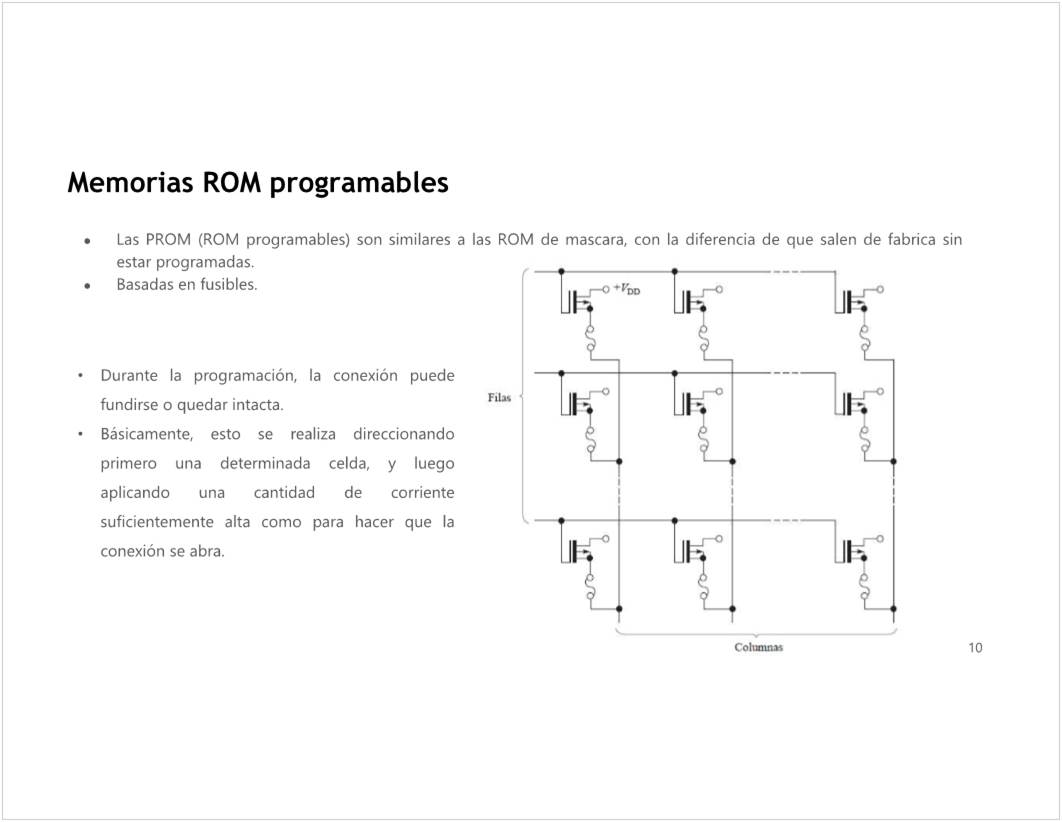 Memorias ROM programables
• Las PROM (ROM programables) son similares a las ROM de mascara, con la diferencia de que salen de fabrica sin
estar programadas.
• Basadas en fusibles.
• Durante la programación, la conexión puede
fundirse o quedar intacta.
• Básicamente, esto se realiza direccionando
primero una determinada celda, y luego
aplicando una cantidad de corriente
suficientemente alta como para hacer que la
conexión se abra.
+VDD
Filas
Columnas
10